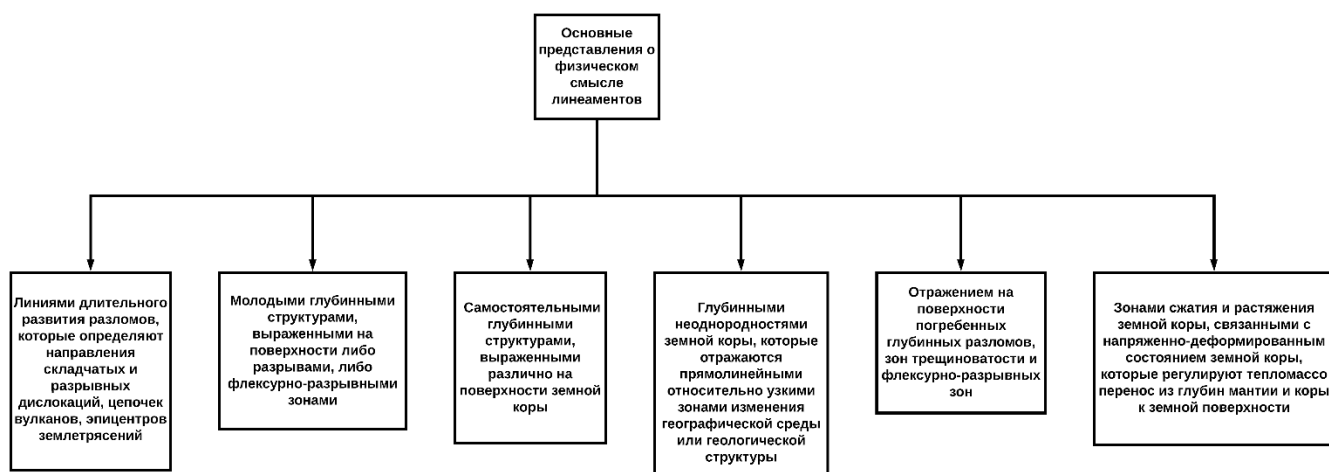 Основные
представления о
физическом
смысле
линеаментов
Линиями длительного
развития разломов,
которые определяют
направления
складчатых и
разрывных
дислокаций, цепочек
вулканов, эпицентров
землетрясений
Молодыми глубинными
структурами,
выраженными на
поверхности либо
разрывами, либо
флексурно-разрывными
зонами
Самостоятельными
глубинными
структурами,
выраженными
различно на
поверхности земной
коры
Глубинными
неоднородностями
земной коры, которые
отражаются
прямолинейными
относительно узкими
зонами изменения
географической среды
или геологической
структуры
Отражением на
поверхности
погребенных
глубинных разломов,
зон трещиноватости и
флексурно-разрывных
зон
Зонами сжатия и растяжения
земной коры, связанными с
напряженно-деформированным
состоянием земной коры,
которые регулируют тепломассо
перенос из глубин мантии и коры
к земной поверхности